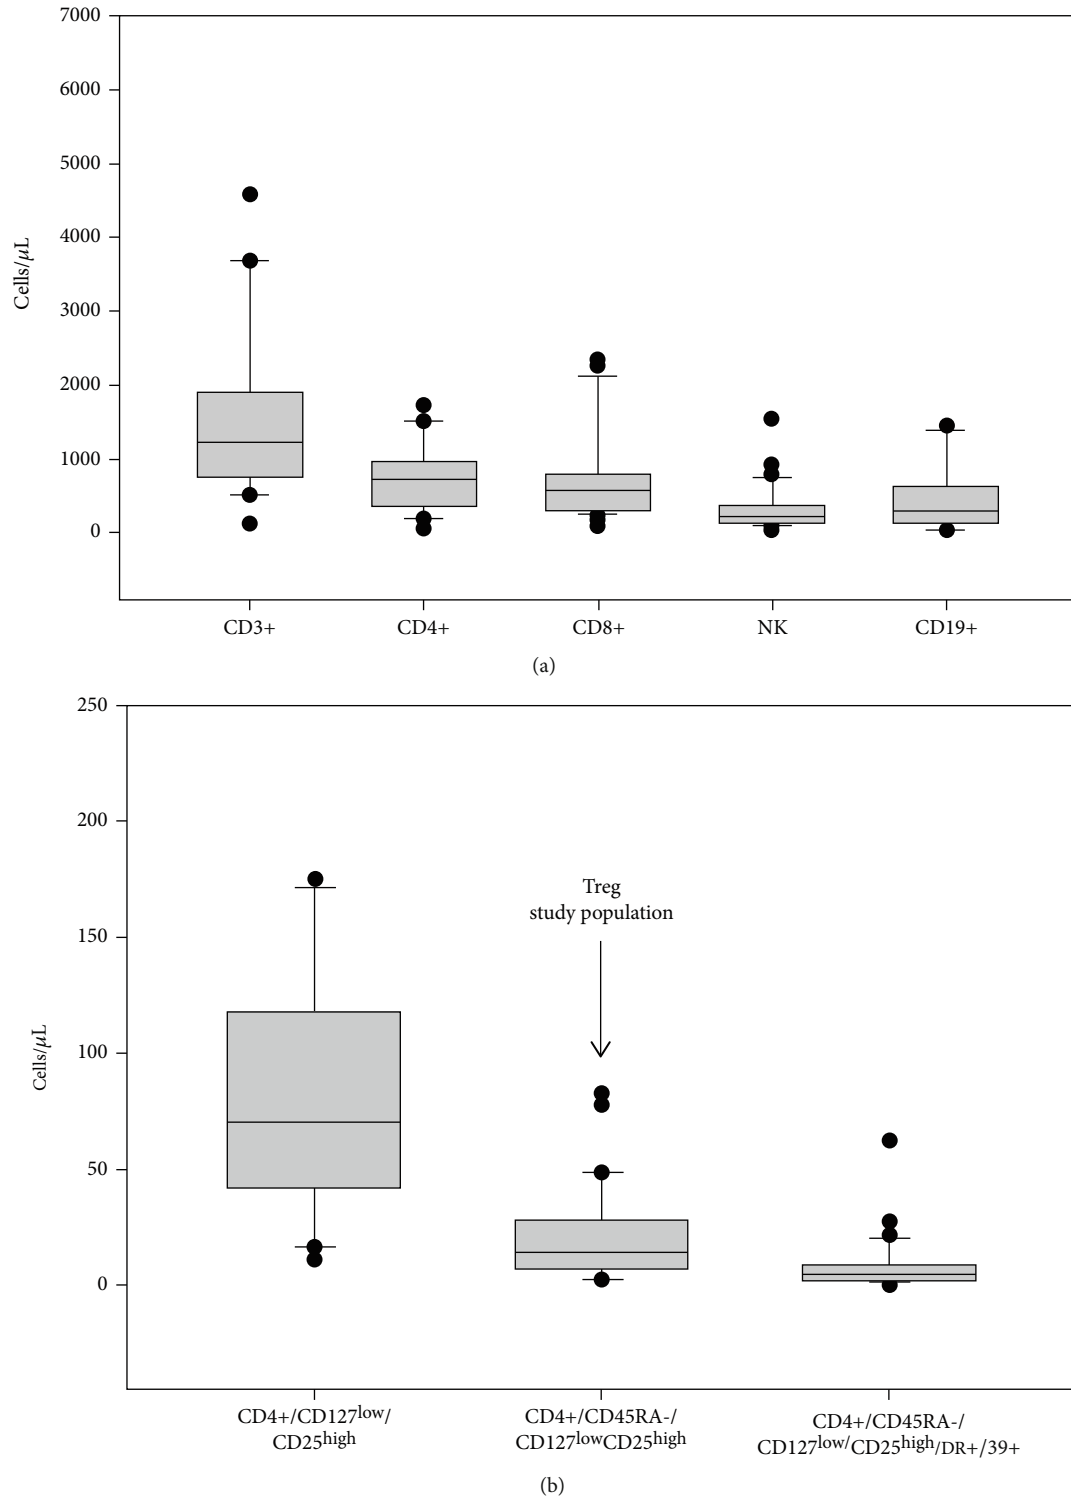 7000
6000
5000
4000
3000
2000
1000
0
Cells/μL
CD3+ CD4+ CD8+ NK CD19+
(a)
250
200
150
100
50
0
Cells/μL
Treg
study population
CD4+/CD127low/
CD25high
CD4+/CD45RA-/
CD127lowCD25high
CD4+/CD45RA-/
CD127low/CD25high/DR+/39+
(b)